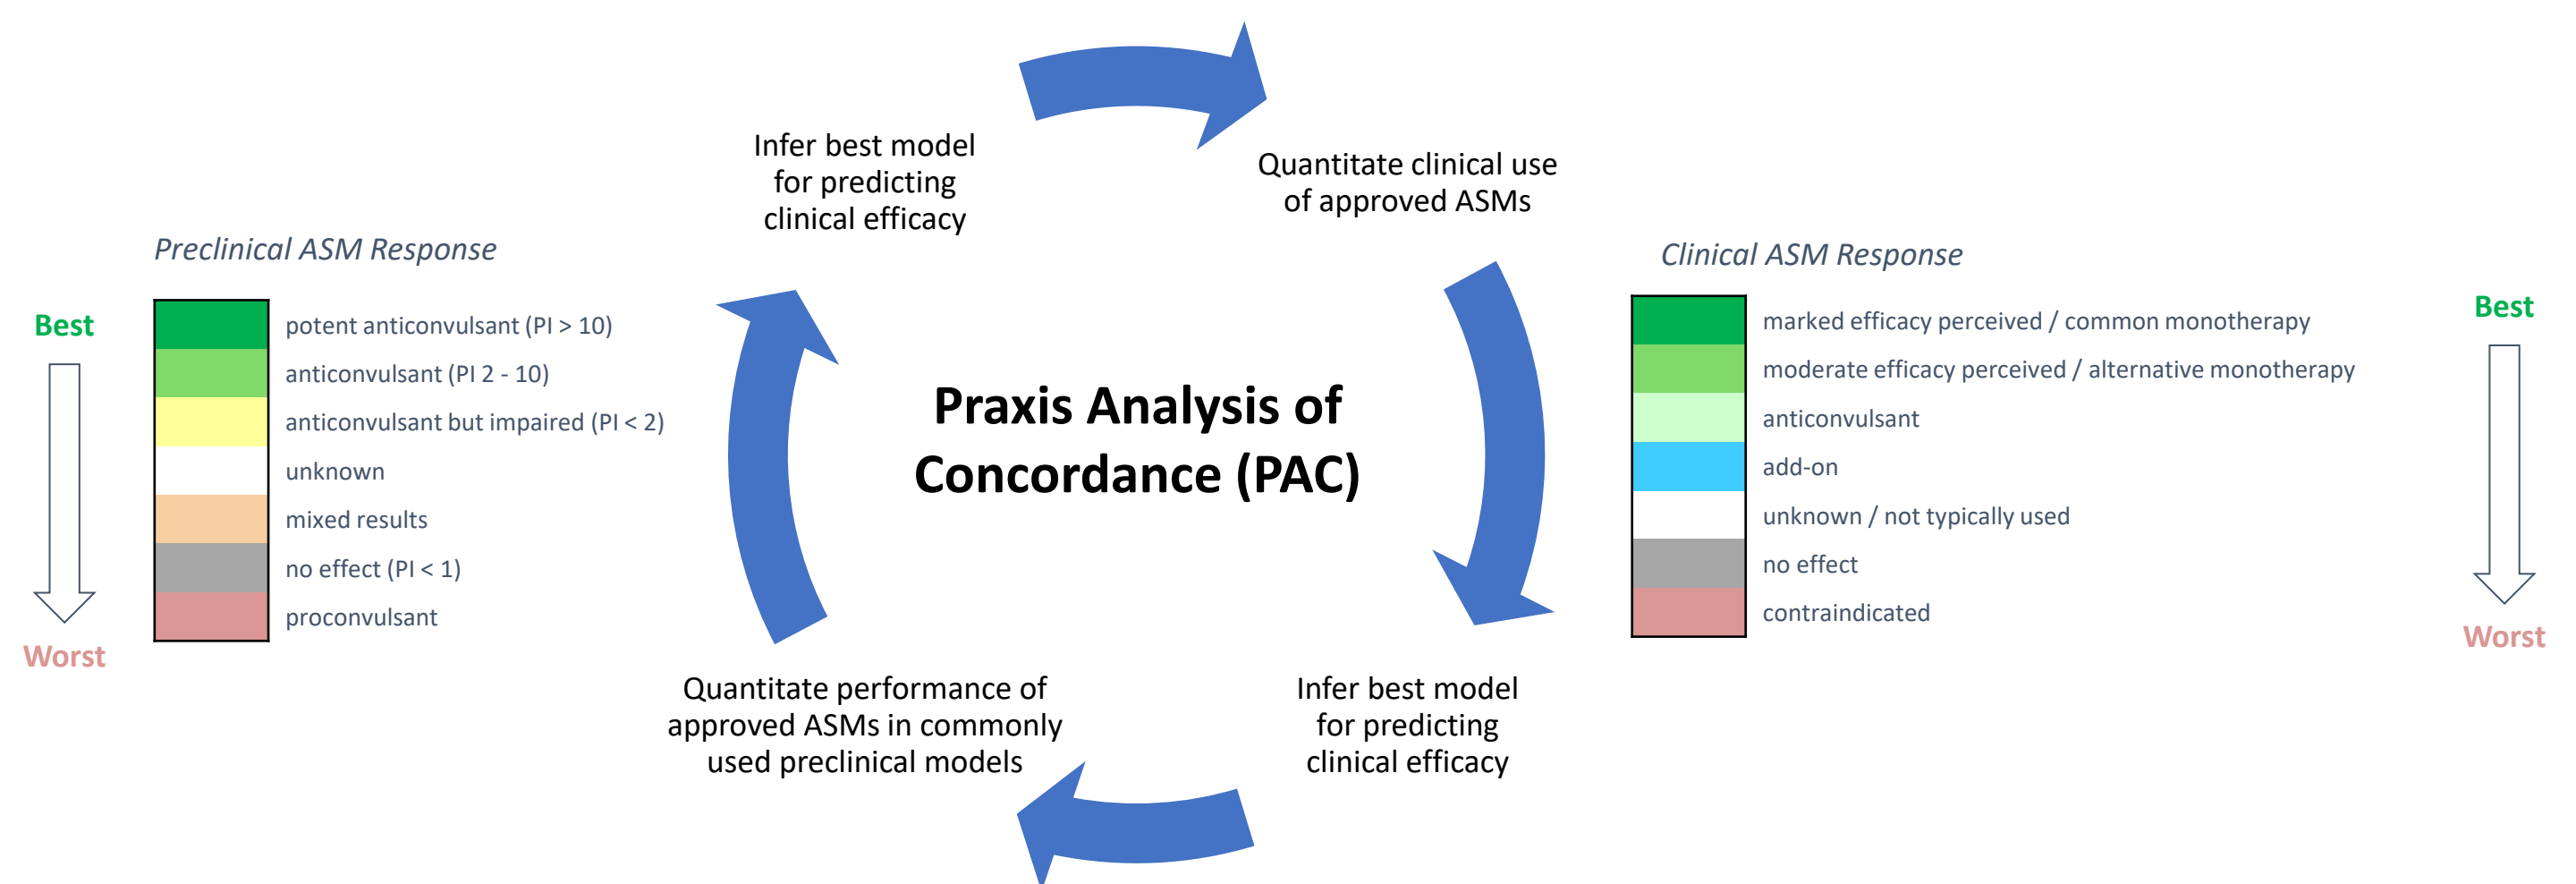 Infer best model
for predicting
clinical efficacy
Quantitate clinical use
of approved ASMs
Preclinical ASM Response
Best
potent anticonvulsant (PI > 10)
anticonvulsant (PI 2 - 10)
anticonvulsant but impaired (PI < 2)
unknown
mixed results
no effect (PI < 1)
proconvulsant
Worst
Praxis Analysis of
Concordance (PAC)
Clinical ASM Response
marked efficacy perceived / common monotherapy
moderate efficacy perceived / alternative monotherapy
anticonvulsant
add-on
unknown / not typically used
no effect
contraindicated
Best
Worst
Quantitate performance of
approved ASMs in commonly
used preclinical models
Infer best model
for predicting
clinical efficacy